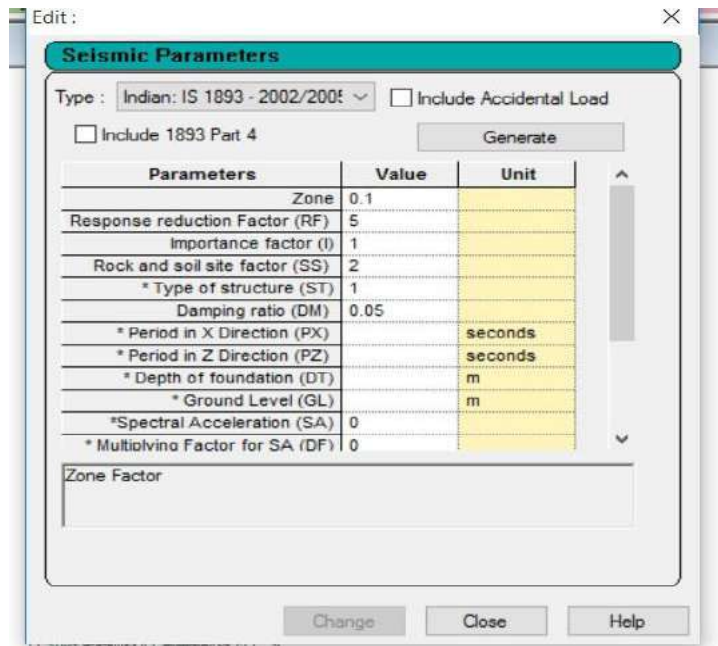 Edit :
Seismic Parameters
Type : Indian: IS 1893 - 2002/200 Include Accidental Load
Include 1893 Part 4 Generate
Parameters Value Unit
Zone 0.1
Response reduction Factor (RF) 5
Importance factor (I) 1
Rock and soil site factor (SS) 2
* Type of structure (ST) 1
Damping ratio (DM) 0.05
* Period in X Direction (PX) seconds
* Period in Z Direction (PZ) seconds
* Depth of foundation (DT) m
* Ground Level (GL) m
*Spectral Acceleration (SA) 0
* Multiplying Factor for SA (DF) 0
Zone Factor
Change Close Help